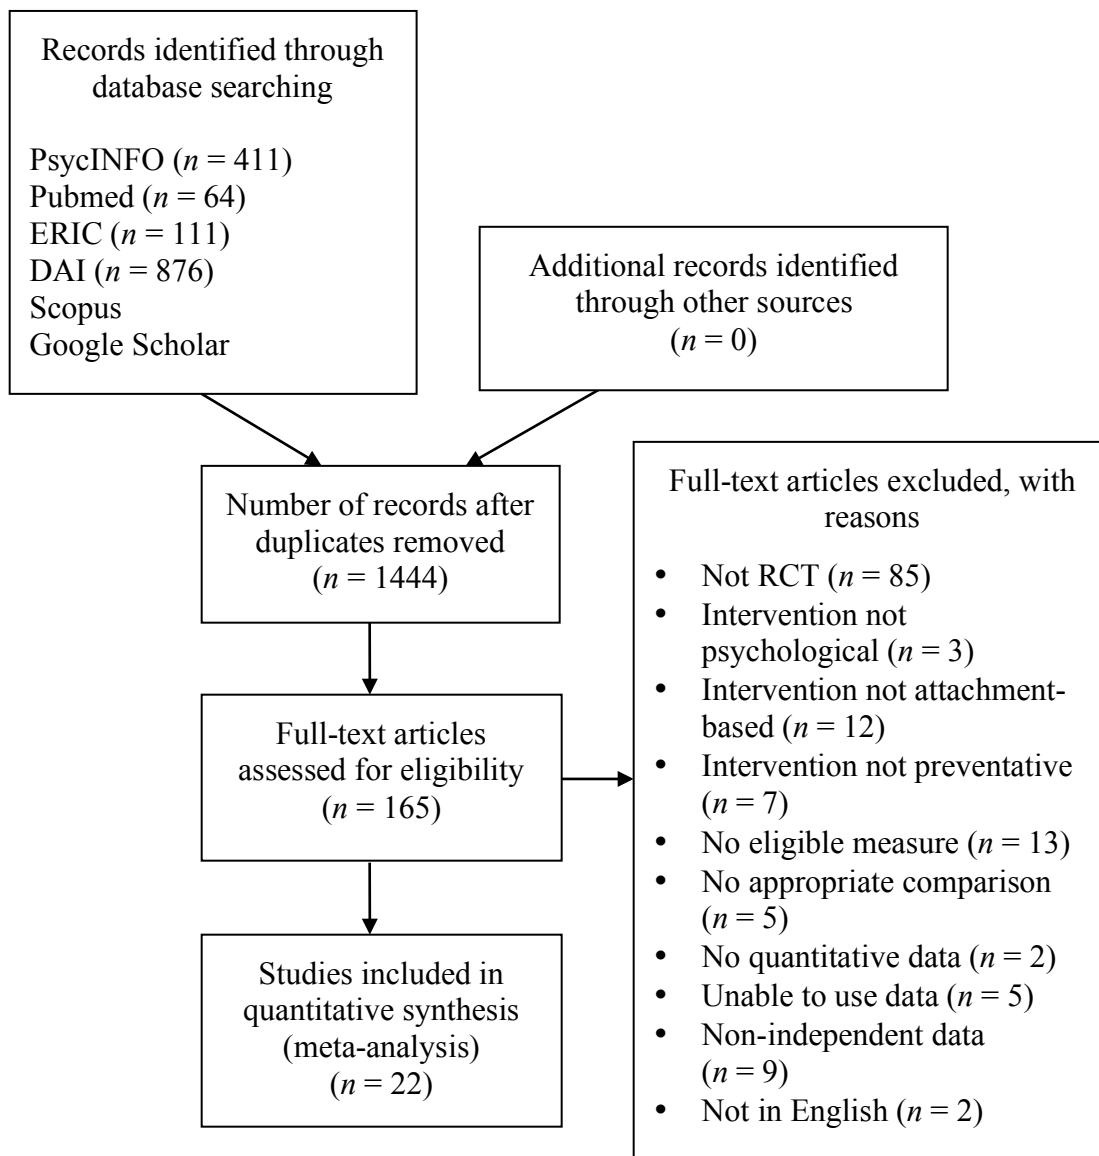 Records identified through
database searching
PsycINFO (n = 411)
Pubmed (n = 64)
ERIC (n = 111)
DAI (n = 876)
Scopus
Google Scholar
Additional records identified
through other sources
(n = 0)
Number of records after
duplicates removed
(n = 1444)
Full-text articles
assessed for eligibility
(n = 165)
Studies included in
quantitative synthesis
(meta-analysis)
(n = 22)
Full-text articles excluded, with
reasons
• Not RCT (n = 85)
• Intervention not
psychological (n = 3)
• Intervention not attachment-
based (n = 12)
• Intervention not preventative
(n = 7)
• No eligible measure (n = 13)
• No appropriate comparison
(n = 5)
• No quantitative data (n = 2)
• Unable to use data (n = 5)
• Non-independent data
(n = 9)
• Not in English (n = 2)